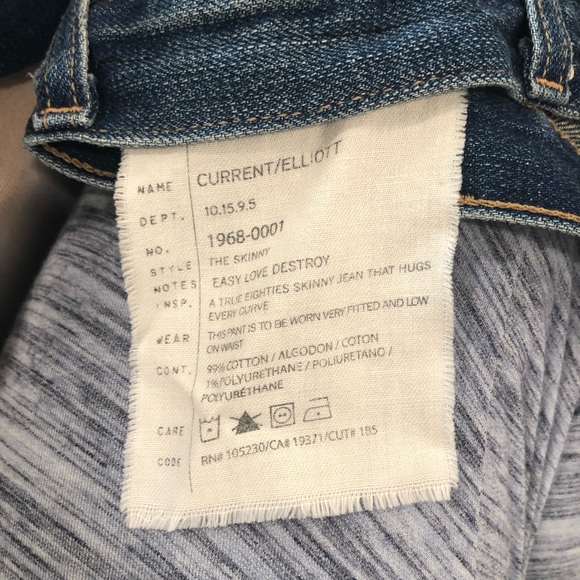 NAME CURRENT/ELLIOTT
DEPT. 10.15.9.5
NO. 1968-0001
STYLE THE SKINNY
NOTES EASY LOVE DESTROY
INSP. A TRUE EIGHTIES SKINNY JEAN THAT HUGS
EVERY CURVE
WEAR THIS PANT IS TO BE WORN VERY FITTED AND LOW
ON WAIST
CONT. 99% COTTON / ALGODON / COTON
1% POLYURETHANE / POLIURETANO /
POLYURÉTHANE
CARE
CODE RN# 105230/CA# 19371/CUT# 185